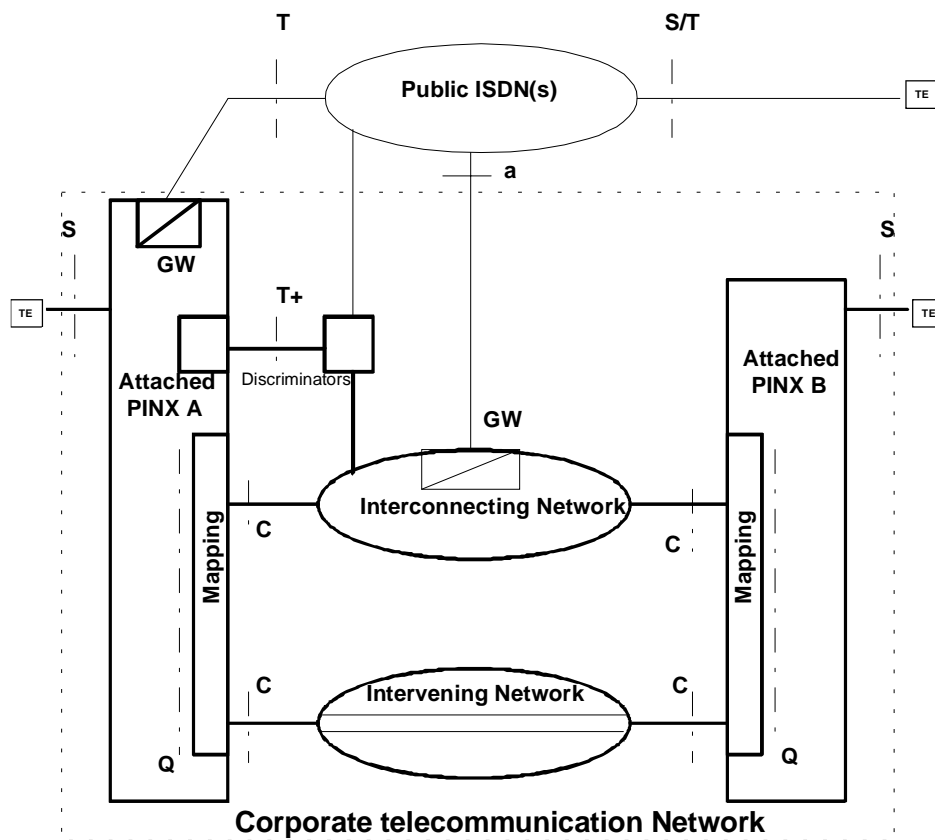 T
S/T
Public ISDN(s)
TE
a
S
S
GW
T+
TE
TE
Discriminators
Attached
PINX A
Attached
PINX B
GW
Interconnecting Network
C
C
Mapping
Mapping
C
C
Intervening Network
Q
Q
Corporate telecommunication Network